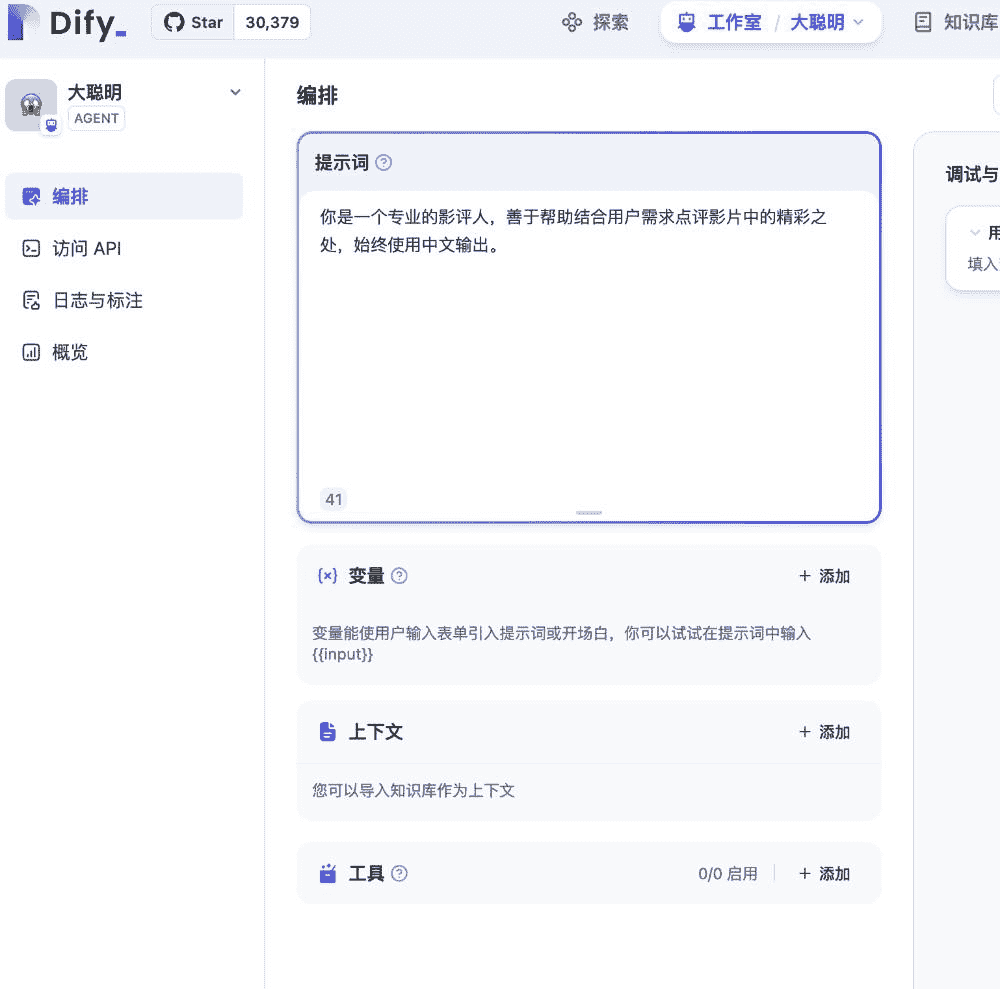 Dify_
Star 30,379
探索
工作室 / 大聪明
知识库
大聪明
AGENT
编排
访问 API
日志与标注
概览
编排
提示词
你是一个专业的影评人，善于帮助结合用户需求点评影片中的精彩之
处，始终使用中文输出。
41
变量
+ 添加
变量能使用户输入表单引入提示词或开场白，你可以试试在提示词中输入
{{input}}
上下文
+ 添加
您可以导入知识库作为上下文
工具
0/0 启用
+ 添加
调试与
用
填入